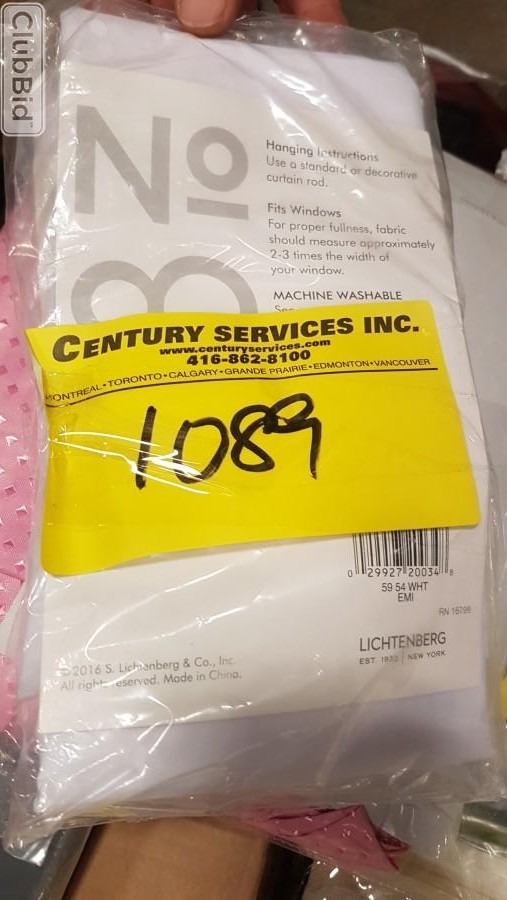 ClubBid
No
8
Hanging Instructions
Use a standard or decorative
curtain rod.
Fits Windows
For proper fullness, fabric
should measure approximately
2-3 times the width of
your window.
MACHINE WASHABLE
CENTURY SERVICES INC.
www.centuryservices.com
416-862-8100
MONTREAL•TORONTO•CALGARY•GRANDE PRAIRIE•EDMONTON•VANCOUVER
1089
0 29927 20034 8
59 54 WHT
EMI
RN 16798
LICHTENBERG
EST. 1933 | NEW YORK
©2016 S. Lichtenberg & Co., Inc.
All rights reserved. Made in China.